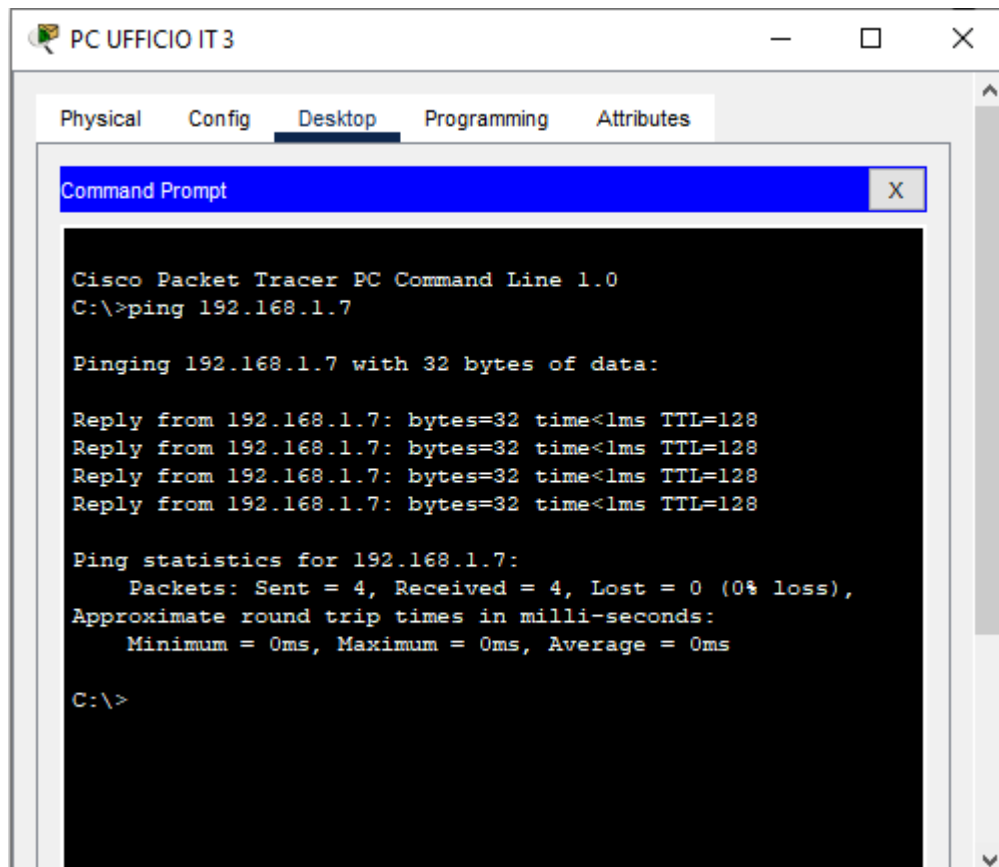 PC UFFICIO IT 3
Physical Config Desktop Programming Attributes
Command Prompt
X
Cisco Packet Tracer PC Command Line 1.0
C:\>ping 192.168.1.7
Pinging 192.168.1.7 with 32 bytes of data:
Reply from 192.168.1.7: bytes=32 time<1ms TTL=128
Reply from 192.168.1.7: bytes=32 time<1ms TTL=128
Reply from 192.168.1.7: bytes=32 time<1ms TTL=128
Reply from 192.168.1.7: bytes=32 time<1ms TTL=128
Ping statistics for 192.168.1.7:
Packets: Sent = 4, Received = 4, Lost = 0 (0% loss),
Approximate round trip times in milli-seconds:
Minimum = 0ms, Maximum = 0ms, Average = 0ms
C:\>